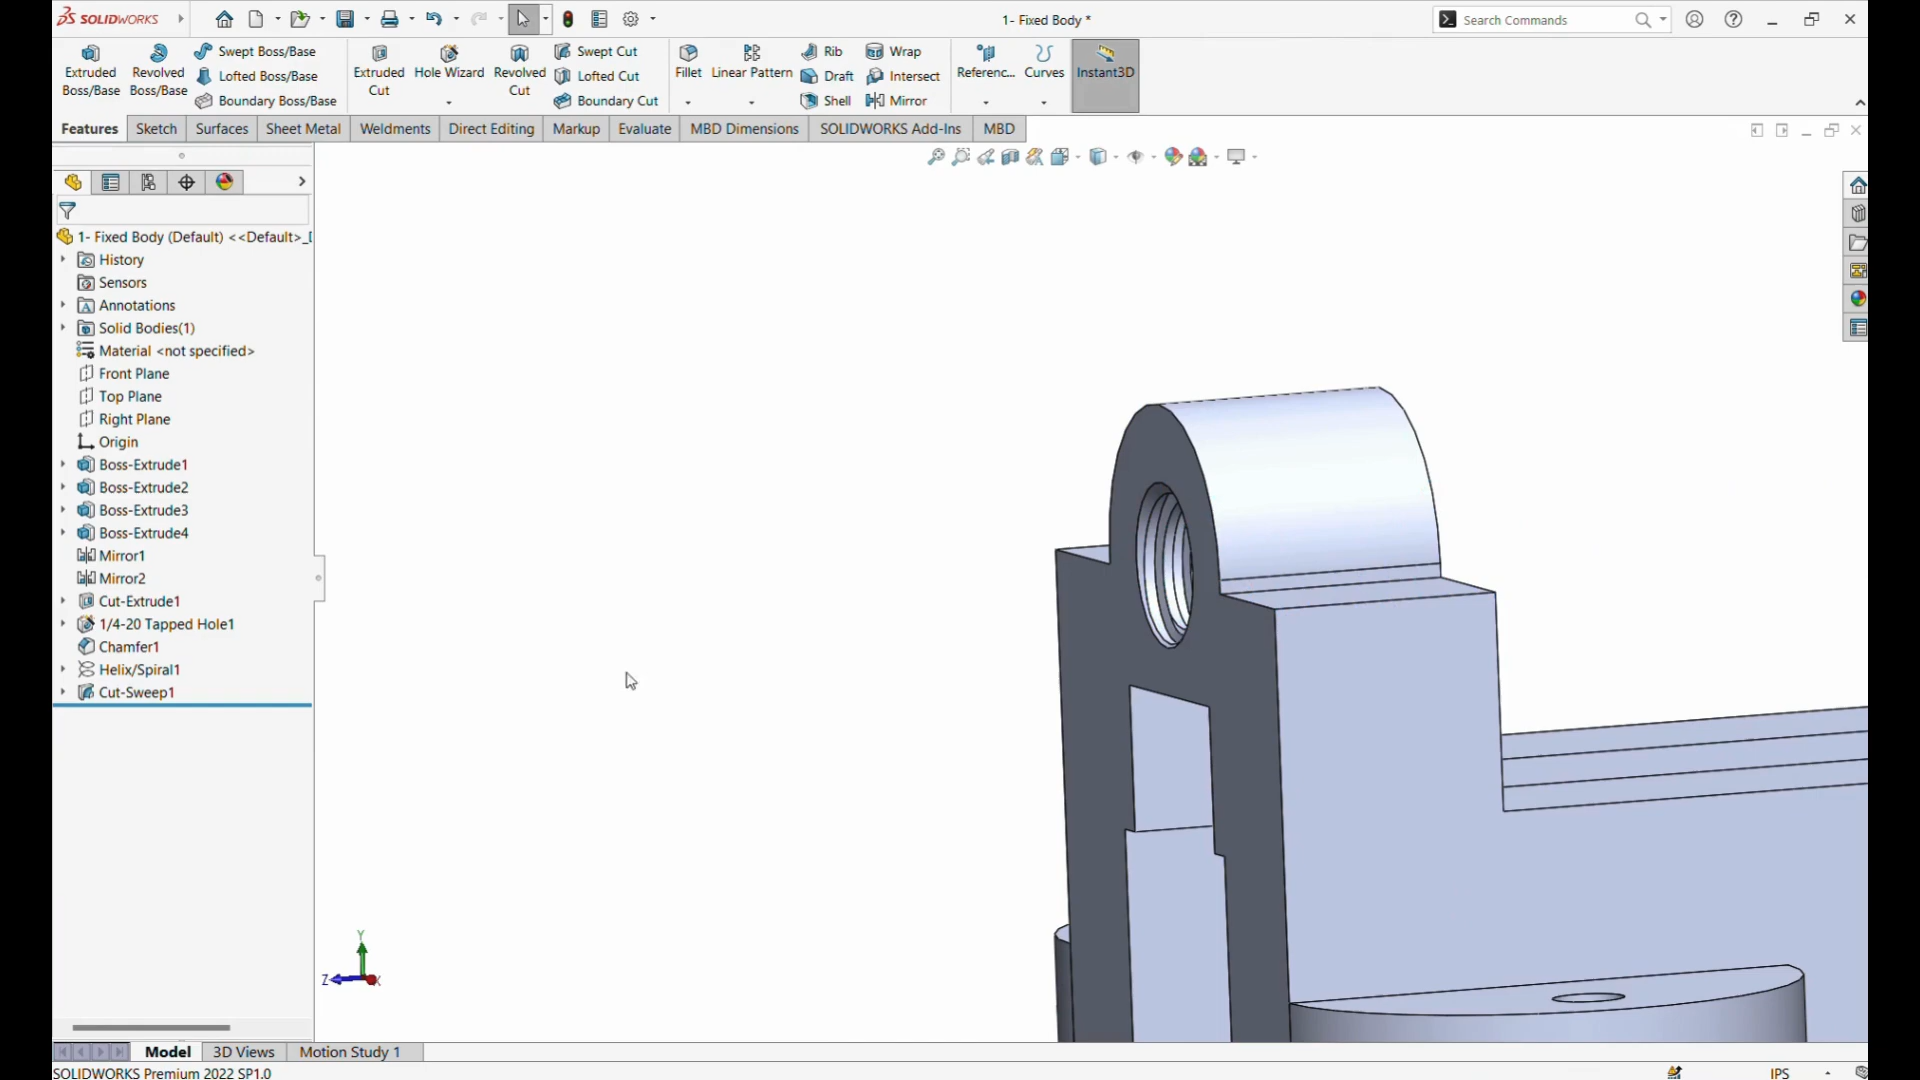 SOLIDWORKS
1- Fixed Body *
Search Commands
Extruded Boss/Base
Revolved Boss/Base
Swept Boss/Base
Lofted Boss/Base
Boundary Boss/Base
Extruded Cut
Hole Wizard
Revolved Cut
Swept Cut
Lofted Cut
Boundary Cut
Fillet
Linear Pattern
Rib
Draft
Shell
Wrap
Intersect
Mirror
Referenc...
Curves
Instant3D
Features
Sketch
Surfaces
Sheet Metal
Weldments
Direct Editing
Markup
Evaluate
MBD Dimensions
SOLIDWORKS Add-Ins
MBD
1- Fixed Body (Default) <<Default>_
History
Sensors
Annotations
Solid Bodies(1)
Material <not specified>
Front Plane
Top Plane
Right Plane
Origin
Boss-Extrude1
Boss-Extrude2
Boss-Extrude3
Boss-Extrude4
Mirror1
Mirror2
Cut-Extrude1
1/4-20 Tapped Hole1
Chamfer1
Helix/Spiral1
Cut-Sweep1
Y
Z
X
Model
3D Views
Motion Study 1
SOLIDWORKS Premium 2022 SP1.0
IPS